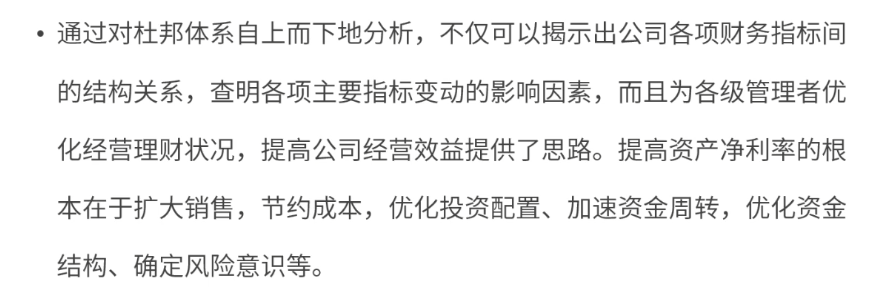 • 通过对杜邦体系自上而下地分析，不仅可以揭示出公司各项财务指标间
的结构关系，查明各项主要指标变动的影响因素，而且为各级管理者优
化经营理财状况，提高公司经营效益提供了思路。提高资产净利率的根
本在于扩大销售，节约成本，优化投资配置、加速资金周转，优化资金
结构、确定风险意识等。